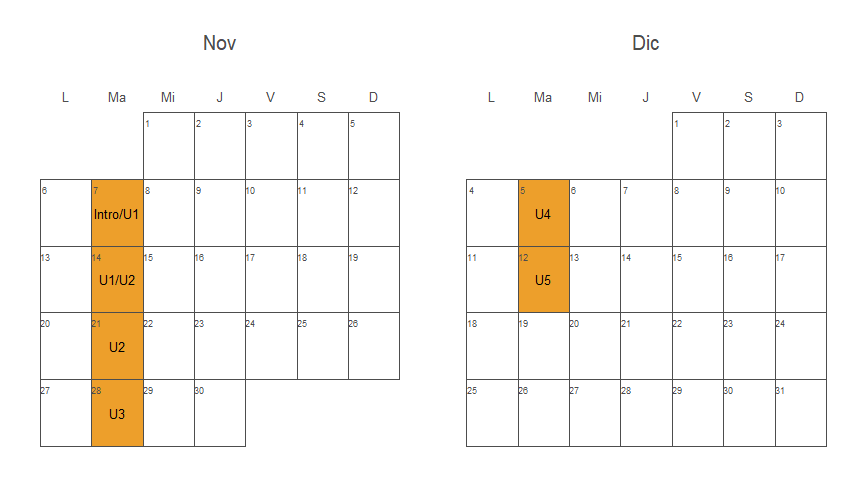 Nov
L Ma Mi J V S D
1 2 3 4 5
6 7 8 9 10 11 12
Intro/U1
13 14 15 16 17 18 19
U1/U2
20 21 22 23 24 25 26
U2
27 28 29 30
U3
Dic
L Ma Mi J V S D
1 2 3
4 5 6 7 8 9 10
U4
11 12 13 14 15 16 17
U5
18 19 20 21 22 23 24
25 26 27 28 29 30 31